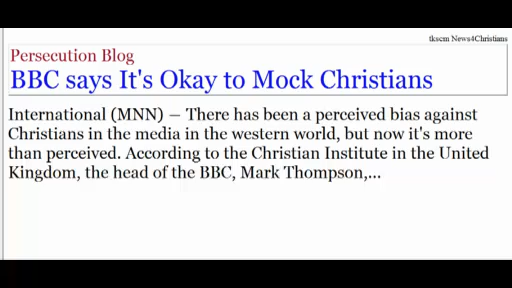 tkscm News4Christians
Persecution Blog
BBC says It's Okay to Mock Christians
International (MNN) — There has been a perceived bias against
Christians in the media in the western world, but now it's more
than perceived. According to the Christian Institute in the United
Kingdom, the head of the BBC, Mark Thompson,...